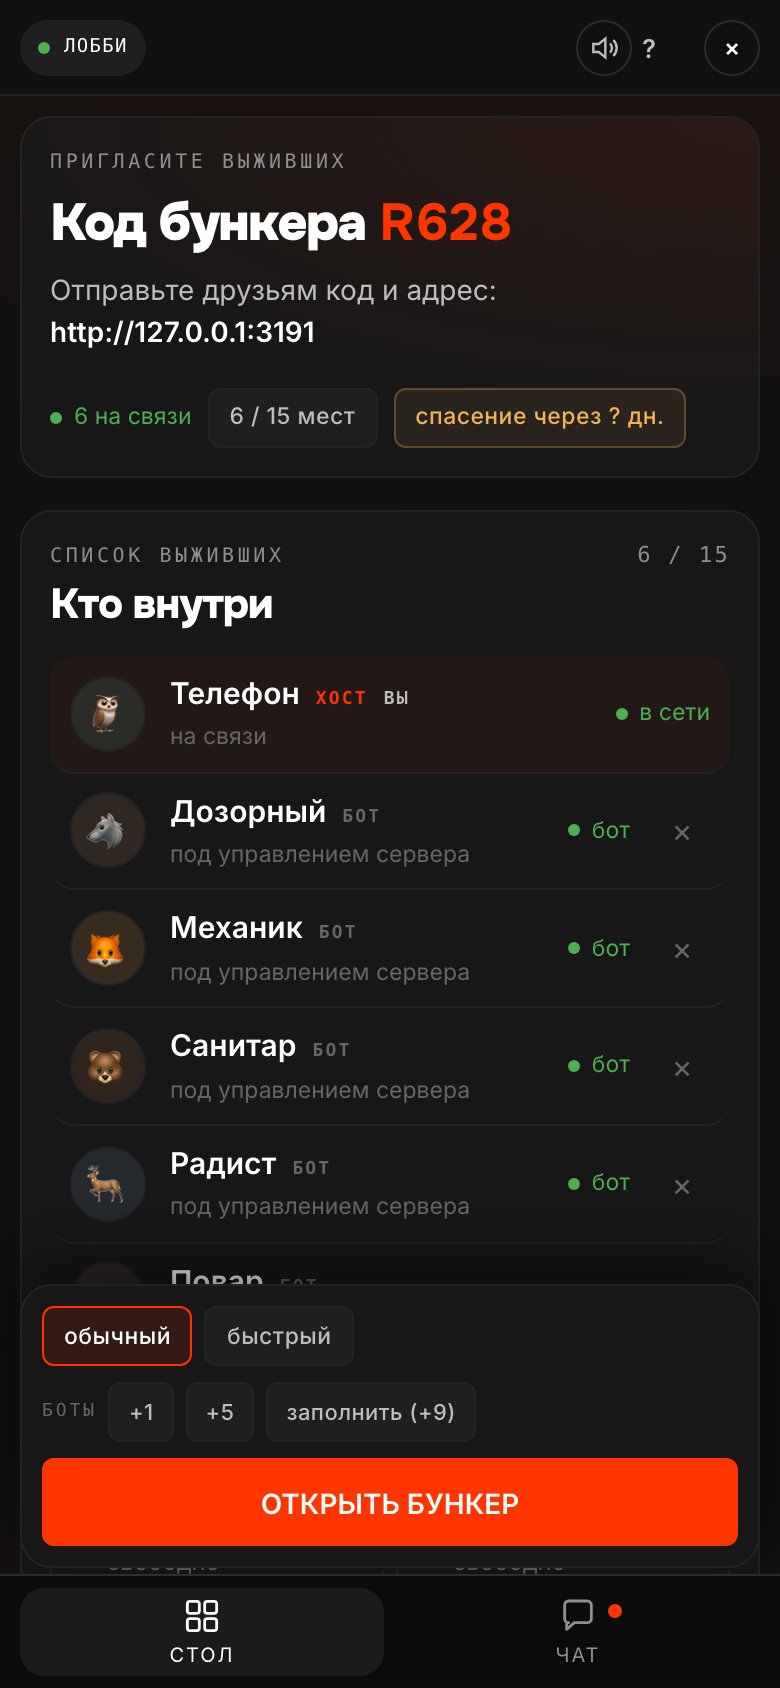 ЛОББИ
?
×
ПРИГЛАСИТЕ ВЫЖИВШИХ
Код бункера R628
Отправьте друзьям код и адрес:
http://127.0.0.1:3191
6 на связи
6 / 15 мест
спасение через ? дн.
СПИСОК ВЫЖИВШИХ
6 / 15
Кто внутри
Телефон ХОСТ ВЫ
на связи
в сети
Дозорный БОТ
под управлением сервера
бот ×
Механик БОТ
под управлением сервера
бот ×
Санитар БОТ
под управлением сервера
бот ×
Радист БОТ
под управлением сервера
бот ×
Повар БОТ
обычный
быстрый
БОТЫ
+1
+5
заполнить (+9)
ОТКРЫТЬ БУНКЕР
СТОЛ
ЧАТ